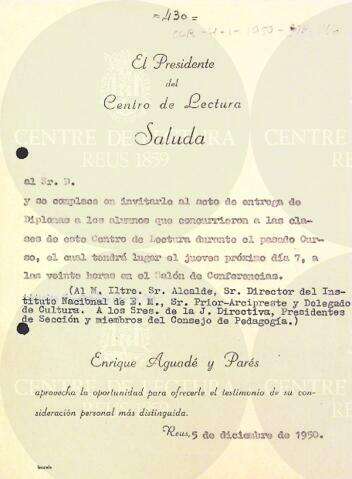 =430=
El Presidente
del
Centro de Lectura
Saluda
CENTRE DE LECTURA
REUS 1859
al Sr. D.
y se complace en invitarle al acto de entrega de
Diplomas a los alumnos que concurrieron a las cla-
ses de este Centro de Lectura durante el pasado Cur-
so, el cual tendrá lugar el jueves próximo día 7, a
las veinte horas en el Salón de Conferencias.
(Al M. Iltre. Sr. Alcalde, Sr. Director del Ins-
tituto Nacional de E. M., Sr. Prior-Arcipreste y Delegado
de Cultura. A los Sres. de la J. Directiva, Presidentes
de Sección y miembros del Consejo de Pedagogía.)
Enrique Aguadé y Parés
aprovecha la oportunidad para ofrecerle el testimonio de su con-
sideración personal más distinguida.
Reus, 5 de diciembre de 1950.